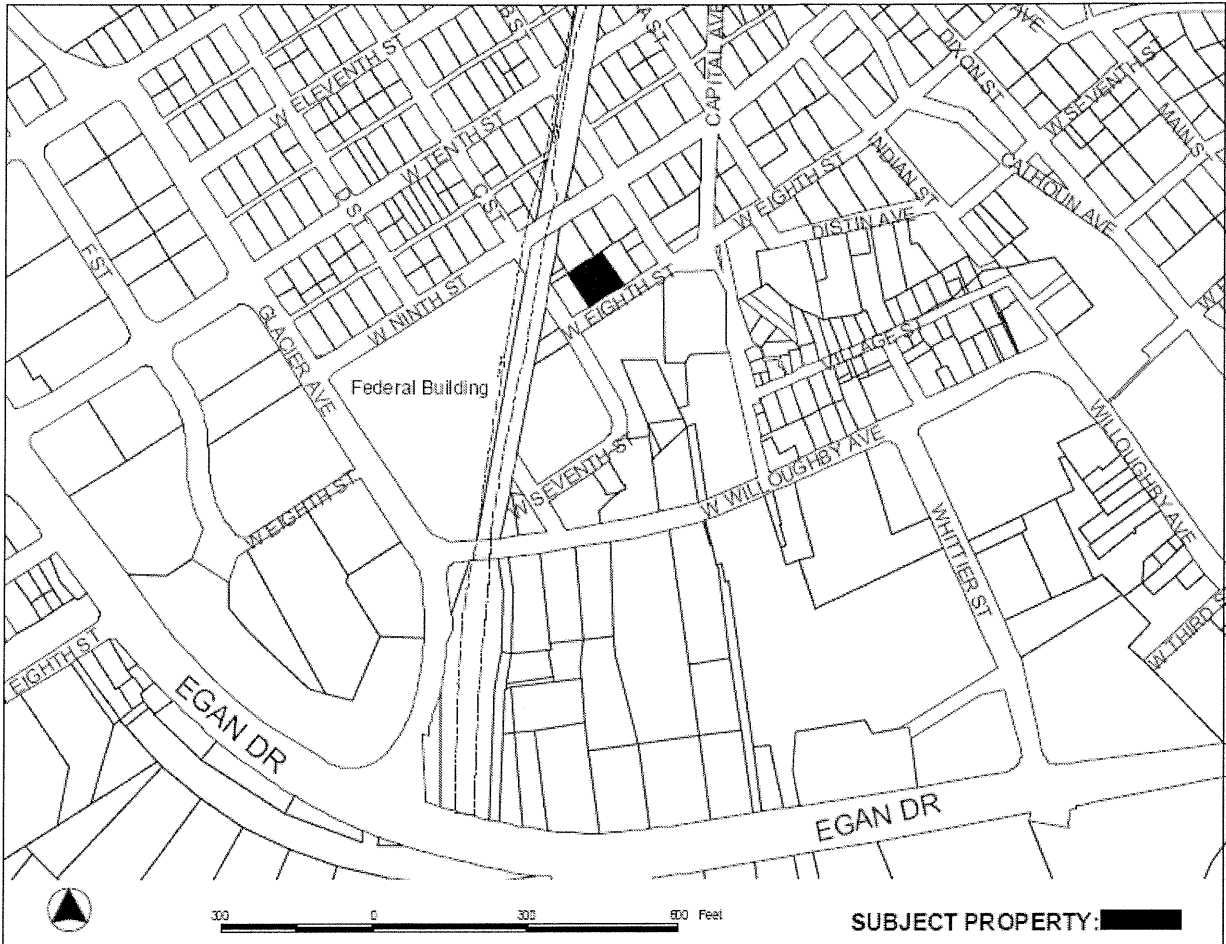 W ELEVENTH ST
B S
A ST
CAPITAL AVE
AVE
DIXON ST
W SEVENTH ST
MAIN ST
W TENTH ST
D S
C ST
W EIGHTH ST
INDIAN ST
CALHOUN AVE
DISTIN AVE
F ST
GLACIER AVE
W NINTH ST
W EIGHTH ST
VILLAGE ST
Federal Building
W SEVENTH ST
W WILLOUGHBY AVE
WILLOUGHBY AVE
W EIGHTH ST
WHITTIER ST
W THIRD S
EIGHTH ST
EGAN DR
EGAN DR
300 0 300 600 Feet
SUBJECT PROPERTY: